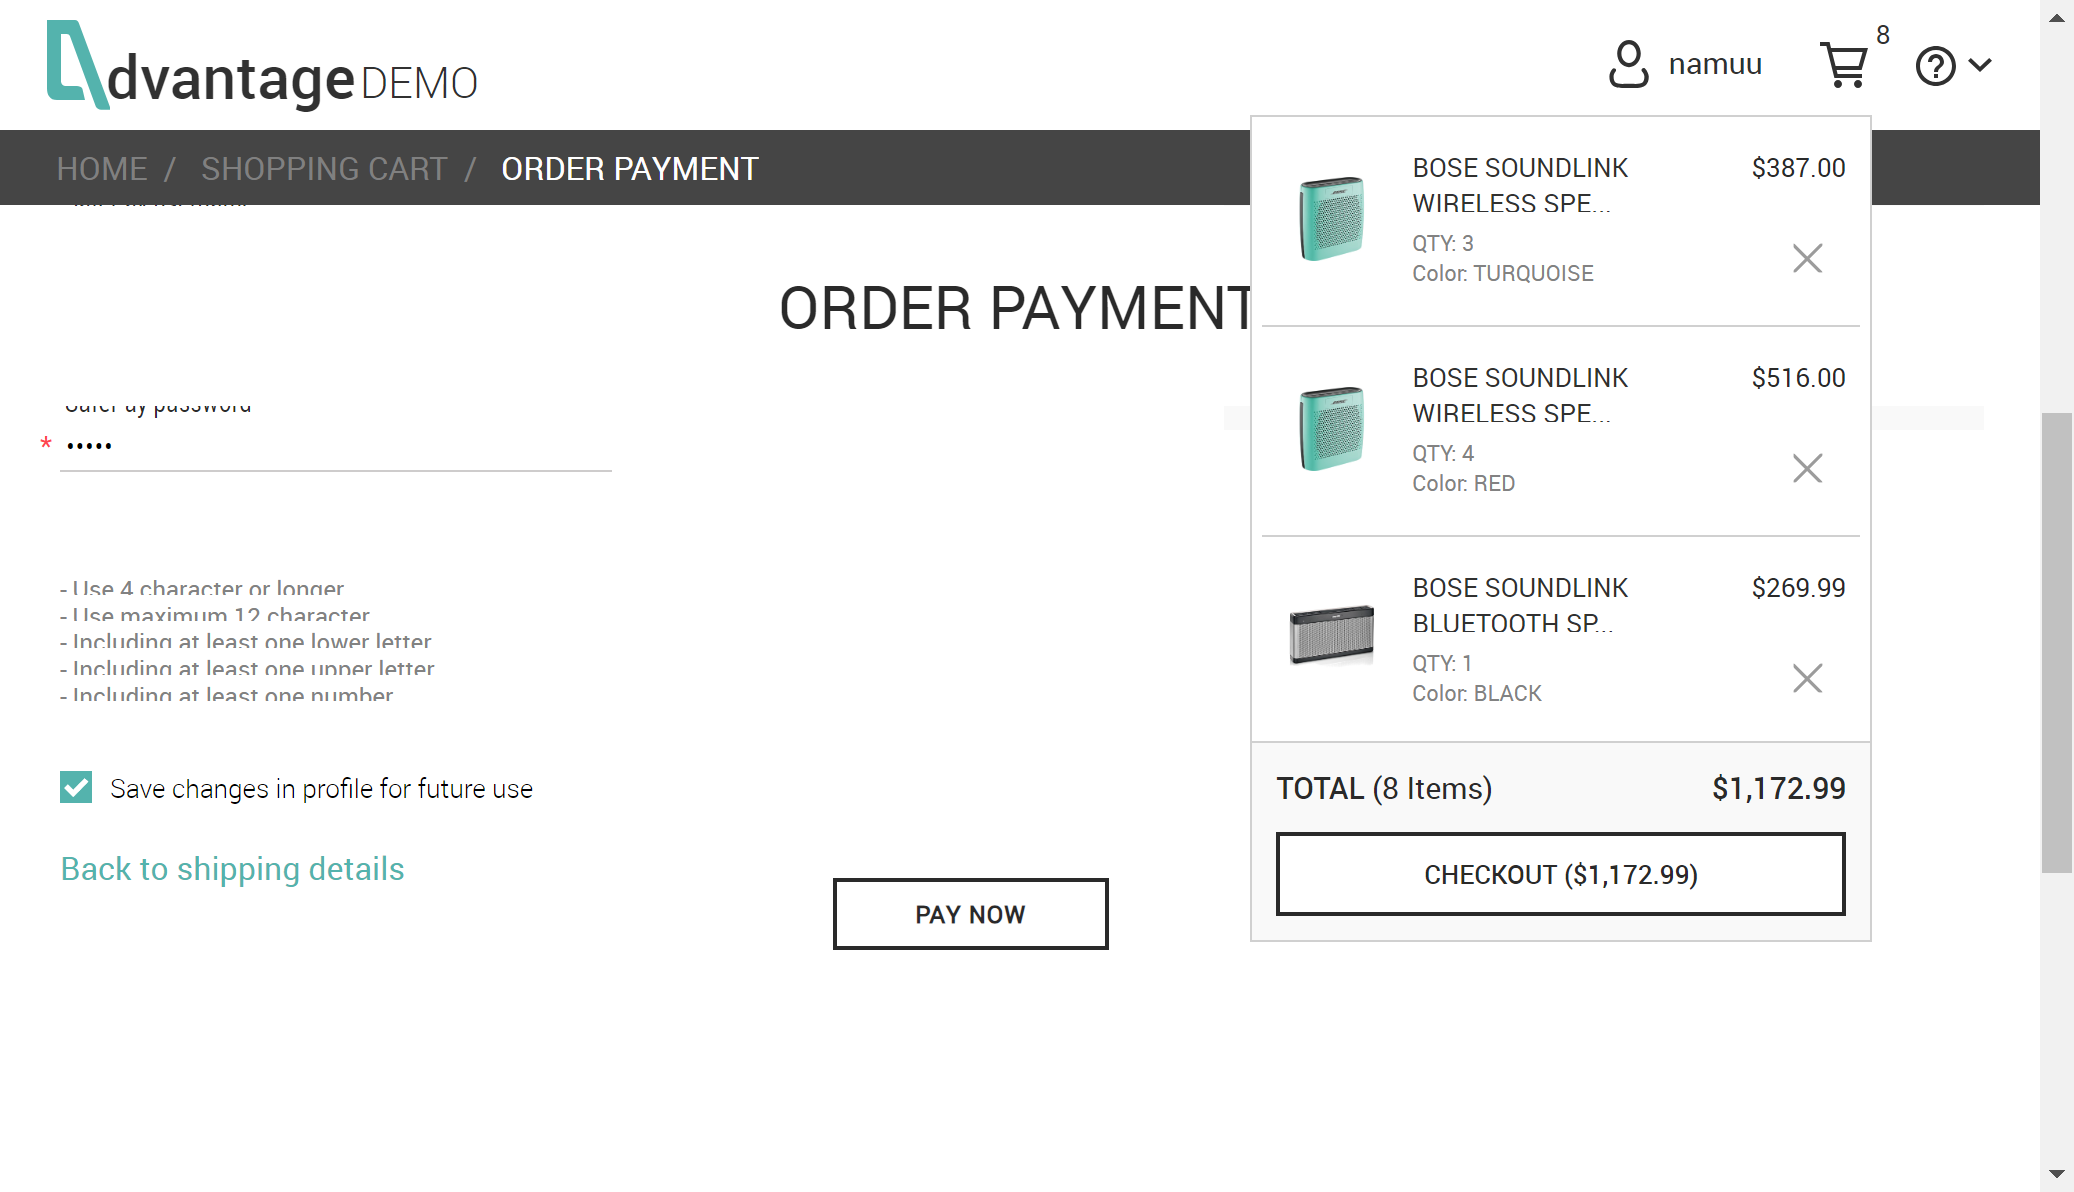 dvantage DEMO
namuu
8
HOME / SHOPPING CART / ORDER PAYMENT
ORDER PAYMENT
SafePay password
* •••••
- Use 4 character or longer
- Use maximum 12 character
- Including at least one lower letter
- Including at least one upper letter
- Including at least one number
Save changes in profile for future use
Back to shipping details
PAY NOW
BOSE SOUNDLINK
WIRELESS SPE...
$387.00
QTY: 3
Color: TURQUOISE
BOSE SOUNDLINK
WIRELESS SPE...
$516.00
QTY: 4
Color: RED
BOSE SOUNDLINK
BLUETOOTH SP...
$269.99
QTY: 1
Color: BLACK
TOTAL (8 Items)
$1,172.99
CHECKOUT ($1,172.99)